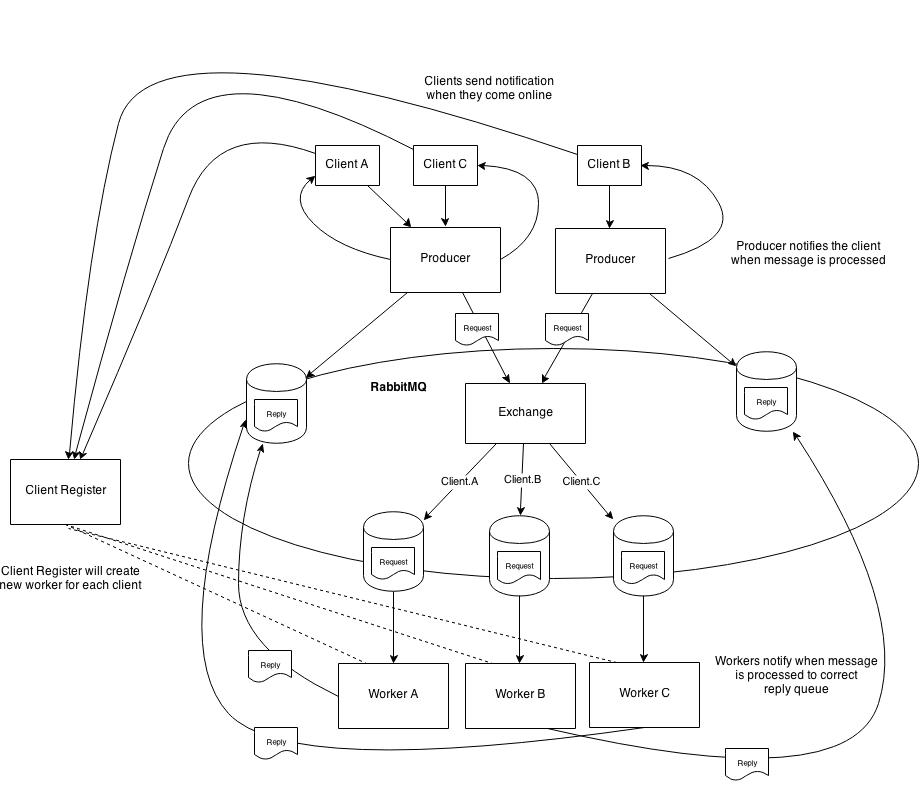 Clients send notification
when they come online
Client A
Client C
Client B
Producer
Producer
Producer notifies the client
when message is processed
Request
Request
RabbitMQ
Exchange
Reply
Reply
Client Register
Client.A
Client.B
Client.C
Request
Request
Request
Client Register will create
new worker for each client
Reply
Worker A
Worker B
Worker C
Workers notify when message
is processed to correct
reply queue
Reply
Reply